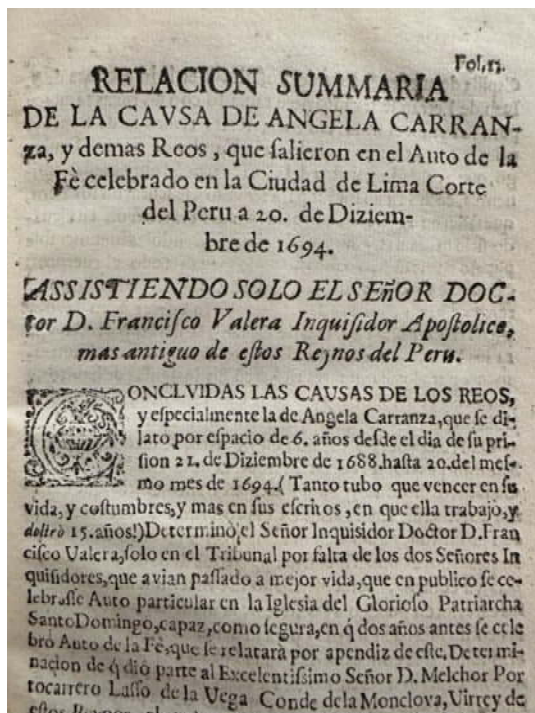 Fol. 13.
RELACION SUMMARIA
DE LA CAVSA DE ANGELA CARRAN-
za, y demas Reos, que salieron en el Auto de la
Fè celebrado en la Ciudad de Lima Corte
del Peru a 20. de Diziem-
bre de 1694.
ASSISTIENDO SOLO EL SEñOR DOC-
tor D. Francisco Valera Inquisidor Apostolico,
mas antiguo de estos Reynos del Peru.
CONCLVIDAS LAS CAUSAS DE LOS REOS,
y especialmente la de Angela Carranza, que se di-
lato por espacio de 6. años desde el dia de su pri-
sion 21. de Diziembre de 1688. hasta 20. del mes-
mo mes de 1694. ( Tanto tubo que vencer en su
vida, y costumbres, y mas en sus escritos, en que ella trabajo, y
15. años!) Determinò el Señor Inquisidor Doctor D. Fran
cisco Valera, solo en el Tribunal por falta de los dos Señores In
quisidores, que avian passado a mejor vida, que en publico se ce-
lebrasse Auto particular en la Iglesia del Glorioso Patriarcha
Santo Domingo, capaz, como segura, en q̃ dos años antes se cele
brò Auto de la Fè, que se relatarà por apendiz de este, Determi-
nacion de q̃ diò parte al Excelentissimo Señor D. Melchor Por
tocarrero Lasso de la Vega Conde de la Monclova, Virrey de
estos